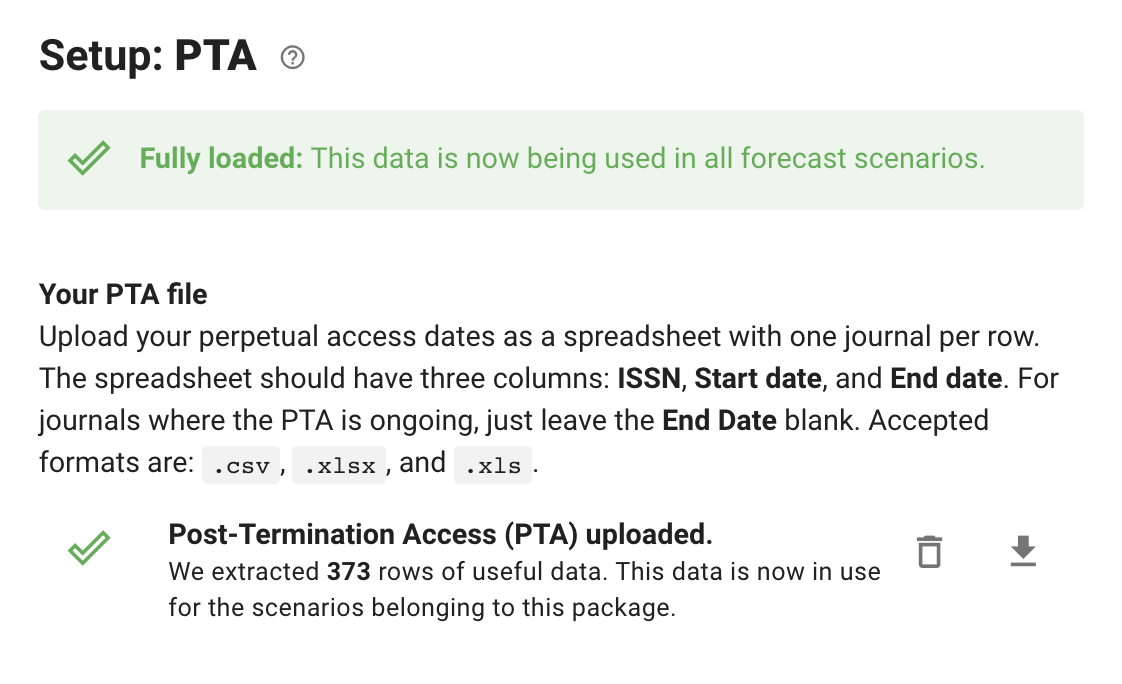 Setup: PTA
Fully loaded: This data is now being used in all forecast scenarios.
Your PTA file
Upload your perpetual access dates as a spreadsheet with one journal per row.
The spreadsheet should have three columns: ISSN, Start date, and End date. For
journals where the PTA is ongoing, just leave the End Date blank. Accepted
formats are: .csv, .xlsx, and .xls.
Post-Termination Access (PTA) uploaded.
We extracted 373 rows of useful data. This data is now in use
for the scenarios belonging to this package.